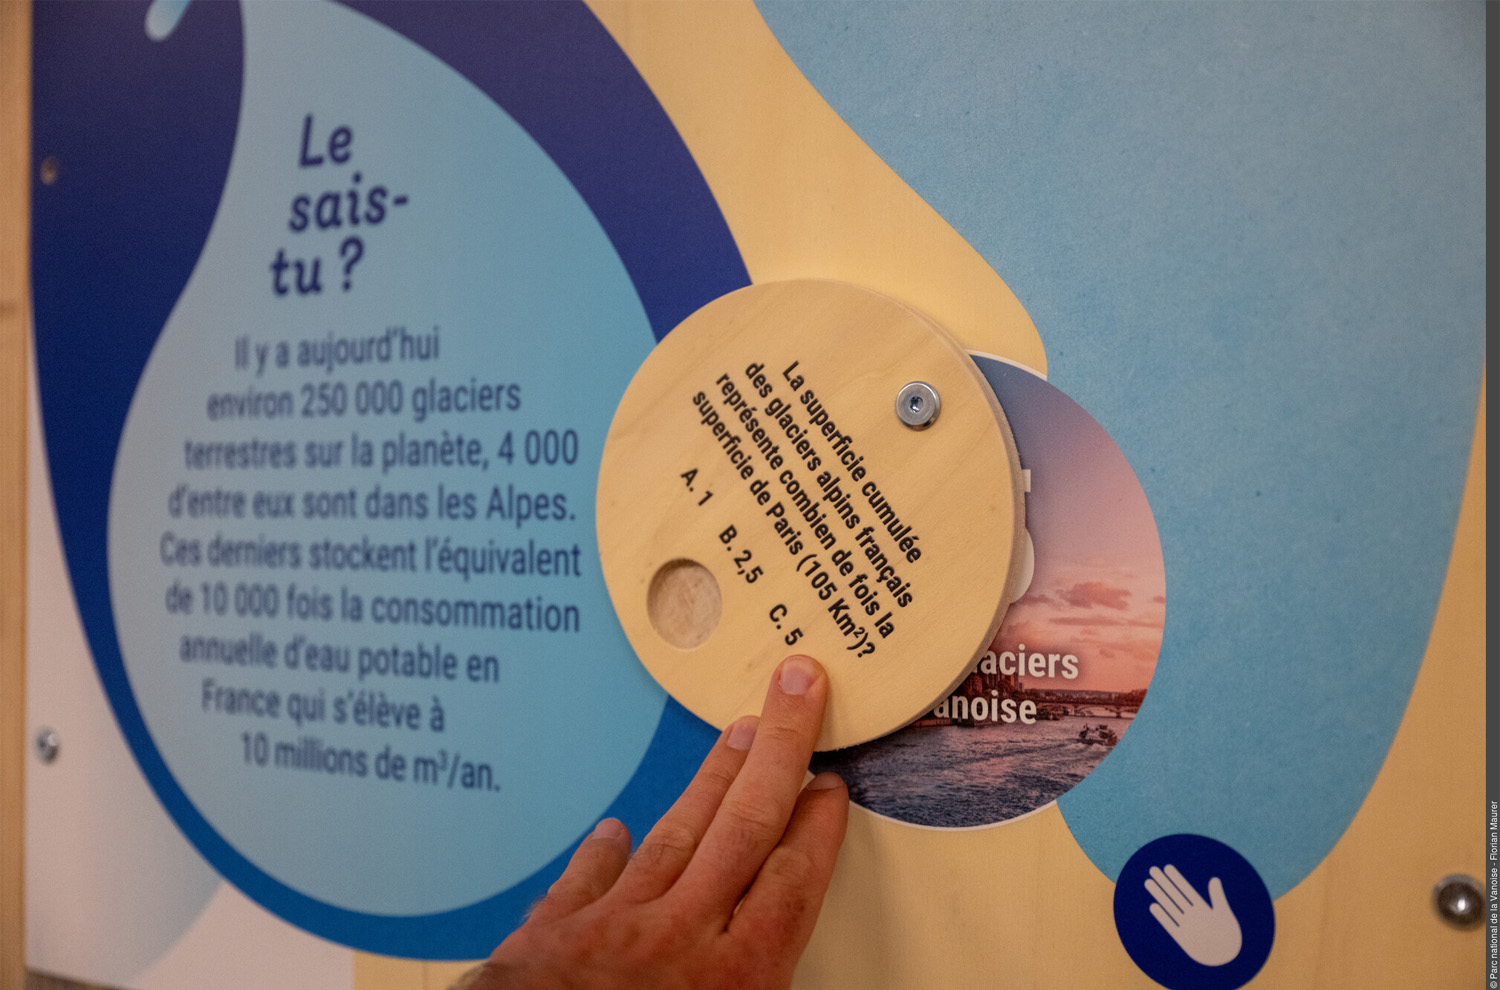 Le
sais-
tu ?
Il y a aujourd'hui
environ 250 000 glaciers
terrestres sur la planète, 4 000
d'entre eux sont dans les Alpes.
Ces derniers stockent l'équivalent
de 10 000 fois la consommation
annuelle d'eau potable en
France qui s'élève à
10 millions de m³/an.
La superficie cumulée
des glaciers alpins français
représente combien de fois la
superficie de Paris (105 Km²)?
A. 1 B. 2,5 C. 5
aciers
anoise
© Parc national de la Vanoise - Florian Maurer